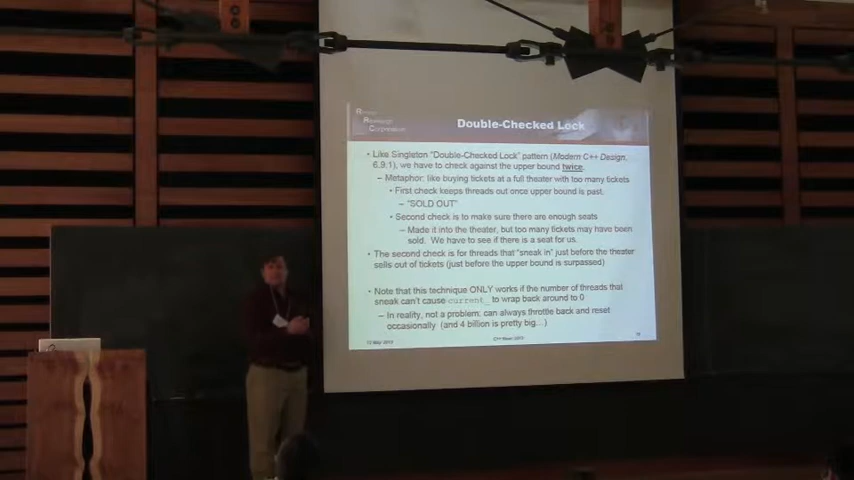 Research
Corporation
Double-Checked Lock
• Like Singleton "Double-Checked Lock" pattern (Modern C++ Design,
6.9.1), we have to check against the upper bound twice.
– Metaphor: like buying tickets at a full theater with too many tickets
• First check keeps threads out once upper bound is past.
– "SOLD OUT"
• Second check is to make sure there are enough seats
– Made it into the theater, but too many tickets may have been
sold. We have to see if there is a seat for us.
• The second check is for threads that "sneak in" just before the theater
sells out of tickets (just before the upper bound is surpassed)
• Note that this technique ONLY works if the number of threads that
sneak can't cause current_ to wrap back around to 0
– In reality, not a problem: can always throttle back and reset
occasionally (and 4 billion is pretty big...)